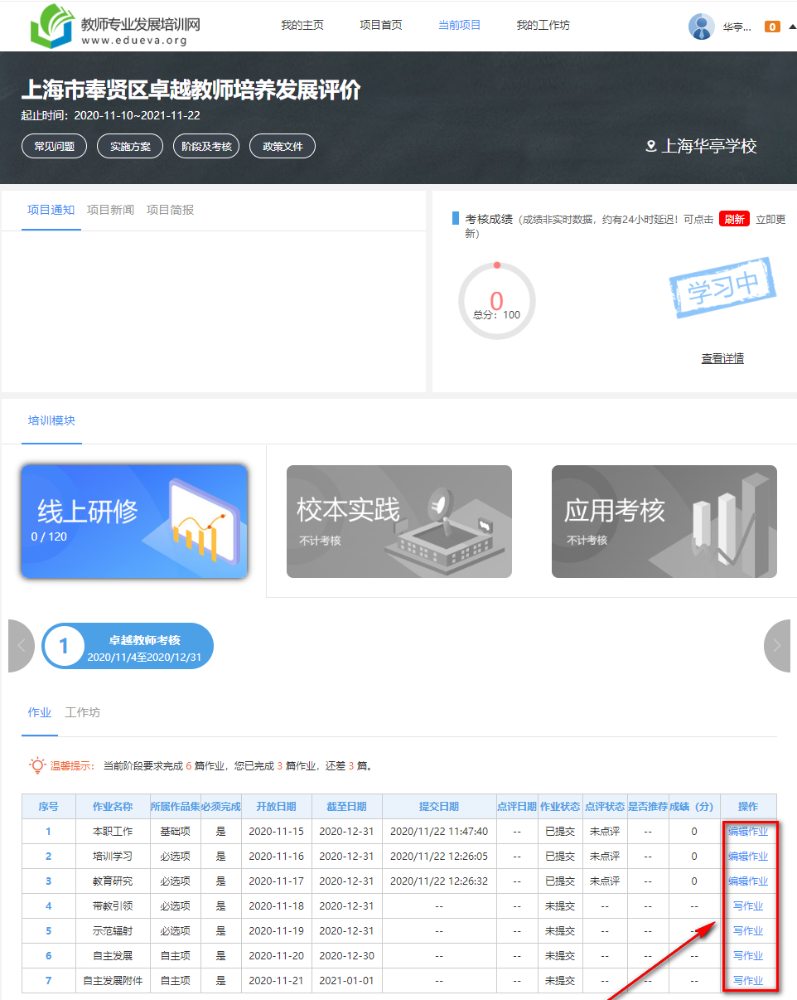 教师专业发展培训网
www.edueva.org
我的主页 项目首页 当前项目 我的工作坊 华亭... 0
上海市奉贤区卓越教师培养发展评价
起止时间：2020-11-10~2021-11-22
常见问题 实施方案 阶段及考核 政策文件
上海华亭学校
项目通知 项目新闻 项目简报
考核成绩（成绩非实时数据，约有24小时延迟！可点击 刷新 立即更
新）
0
总分：100
学习中
查看详情
培训模块
线上研修
0 / 120
校本实践
不计考核
应用考核
不计考核
1
卓越教师考核
2020/11/4至2020/12/31
作业 工作坊
温馨提示： 当前阶段要求完成 6 篇作业，您已完成 3 篇作业，还差 3 篇。
序号 作业名称 所属作品集 必须完成 开放日期 截至日期 提交日期 点评日期 作业状态 点评状态 是否推荐 成绩（分） 操作
1 本职工作 基础项 是 2020-11-15 2020-12-31 2020/11/22 11:47:40 -- 已提交 未点评 -- 0 编辑作业
2 培训学习 必选项 是 2020-11-16 2020-12-31 2020/11/22 12:26:05 -- 已提交 未点评 -- 0 编辑作业
3 教育研究 必选项 是 2020-11-17 2020-12-31 2020/11/22 12:26:32 -- 已提交 未点评 -- 0 编辑作业
4 带教引领 必选项 是 2020-11-18 2020-12-31 -- -- 未提交 -- -- -- 写作业
5 示范辐射 必选项 是 2020-11-19 2020-12-31 -- -- 未提交 -- -- -- 写作业
6 自主发展 自主项 是 2020-11-20 2020-12-30 -- -- 未提交 -- -- -- 写作业
7 自主发展附件 自主项 是 2020-11-21 2021-01-01 -- -- 未提交 -- -- -- 写作业